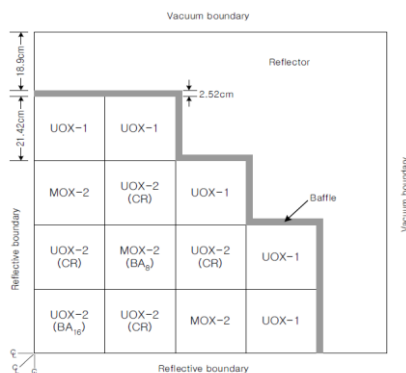 Vacuum boundary
18.9cm
Reflector
2.52cm
21.42cm
UOX-1
UOX-1
MOX-2
UOX-2
(CR)
UOX-1
Baffle
Vacuum boundary
Reflective boundary
UOX-2
(CR)
MOX-2
(BA₈)
UOX-2
(CR)
UOX-1
UOX-2
(BA₁₆)
UOX-2
(CR)
MOX-2
UOX-1
℄
℄
℄
Reflective boundary